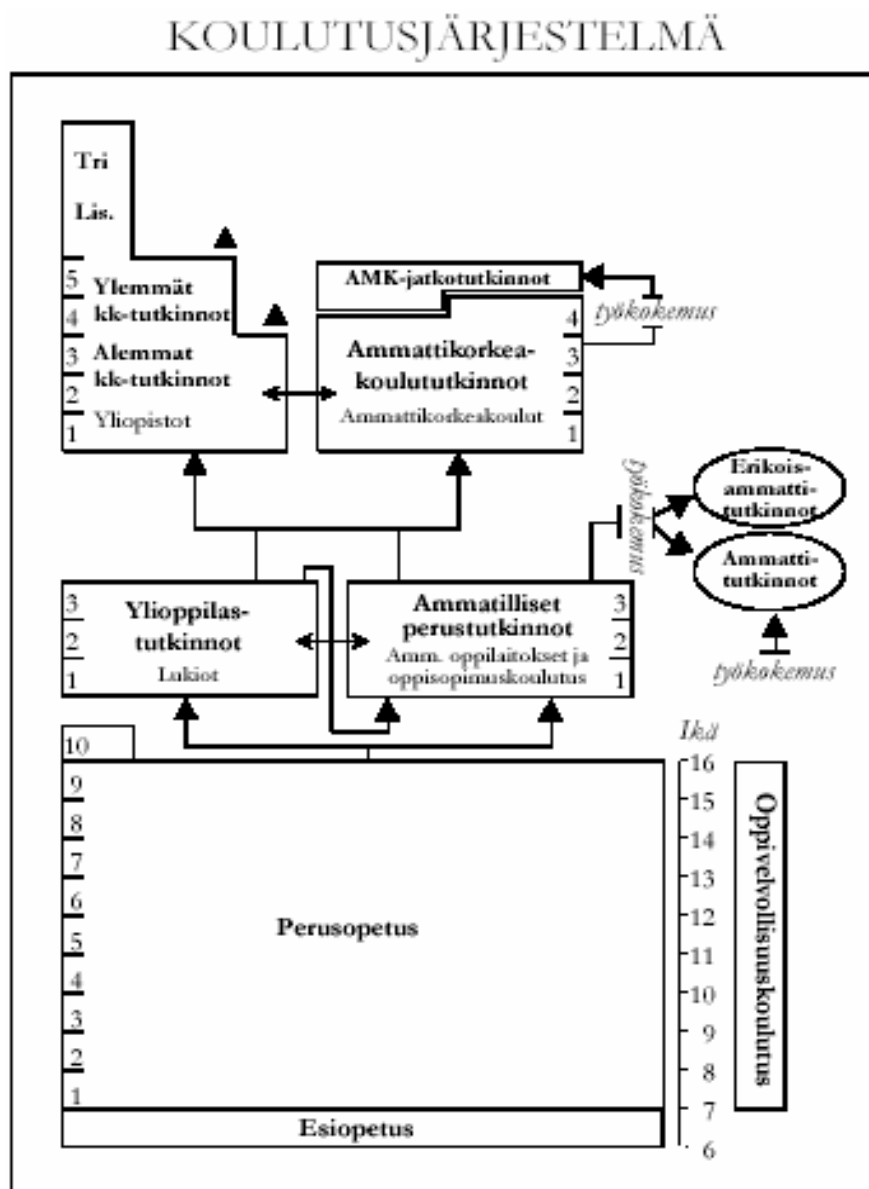 KOULUTUSJÄRJESTELMÄ
Tri
Lis.
5
4
3
2
1
Ylemmät
kk-tutkinnot
Alemmat
kk-tutkinnot
Yliopistot
AMK-jatkotutkinnot
työkokemus
Ammattikorkea-
koulututkinnot
Ammattikorkeakoulut
4
3
2
1
työkokemus
Erikois-
ammatti-
tutkinnot
Ammatti-
tutkinnot
työkokemus
3
2
1
Ylioppilas-
tutkinnot
Lukiot
Ammatilliset
perustutkinnot
Amm. oppilaitokset ja
oppisopimuskoulutus
3
2
1
10
9
8
7
6
5
4
3
2
1
Perusopetus
Esiopetus
Ikä
16
15
14
13
12
11
10
9
8
7
6
Oppivelvollisuuskoulutus